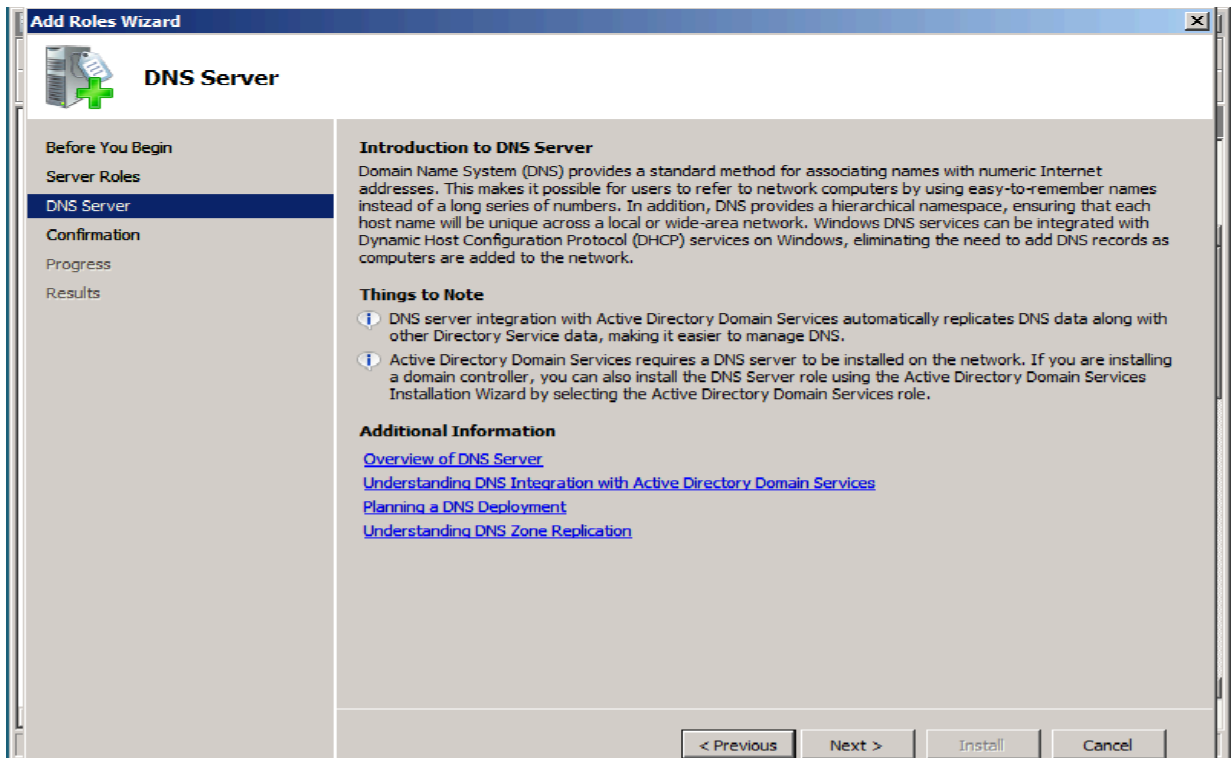 Add Roles Wizard
DNS Server
Before You Begin
Server Roles
DNS Server
Confirmation
Progress
Results
Introduction to DNS Server
Domain Name System (DNS) provides a standard method for associating names with numeric Internet
addresses. This makes it possible for users to refer to network computers by using easy-to-remember names
instead of a long series of numbers. In addition, DNS provides a hierarchical namespace, ensuring that each
host name will be unique across a local or wide-area network. Windows DNS services can be integrated with
Dynamic Host Configuration Protocol (DHCP) services on Windows, eliminating the need to add DNS records as
computers are added to the network.
Things to Note
DNS server integration with Active Directory Domain Services automatically replicates DNS data along with
other Directory Service data, making it easier to manage DNS.
Active Directory Domain Services requires a DNS server to be installed on the network. If you are installing
a domain controller, you can also install the DNS Server role using the Active Directory Domain Services
Installation Wizard by selecting the Active Directory Domain Services role.
Additional Information
Overview of DNS Server
Understanding DNS Integration with Active Directory Domain Services
Planning a DNS Deployment
Understanding DNS Zone Replication
< Previous Next > Install Cancel